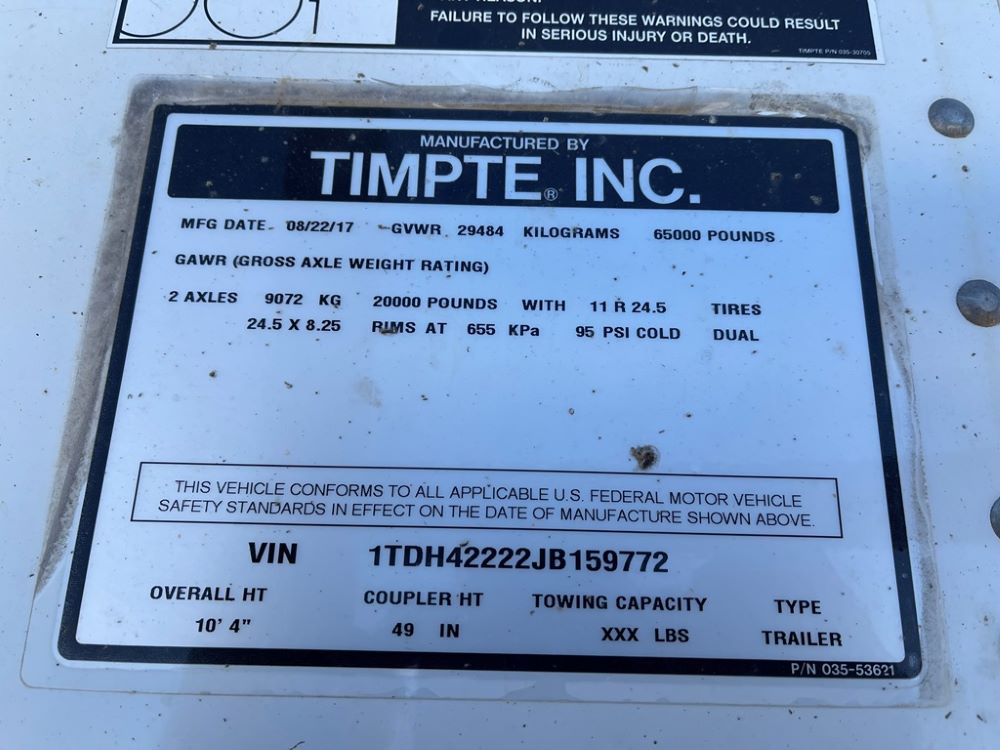 FAILURE TO FOLLOW THESE WARNINGS COULD RESULT
IN SERIOUS INJURY OR DEATH.
TIMPTE P/N 035-30705
MANUFACTURED BY
TIMPTE® INC.
MFG DATE 08/22/17 GVWR 29484 KILOGRAMS 65000 POUNDS
GAWR (GROSS AXLE WEIGHT RATING)
2 AXLES 9072 KG 20000 POUNDS WITH 11 R 24.5 TIRES
24.5 X 8.25 RIMS AT 655 KPa 95 PSI COLD DUAL
THIS VEHICLE CONFORMS TO ALL APPLICABLE U.S. FEDERAL MOTOR VEHICLE
SAFETY STANDARDS IN EFFECT ON THE DATE OF MANUFACTURE SHOWN ABOVE.
VIN 1TDH42222JB159772
OVERALL HT COUPLER HT TOWING CAPACITY TYPE
10' 4" 49 IN XXX LBS TRAILER
P/N 035-53621